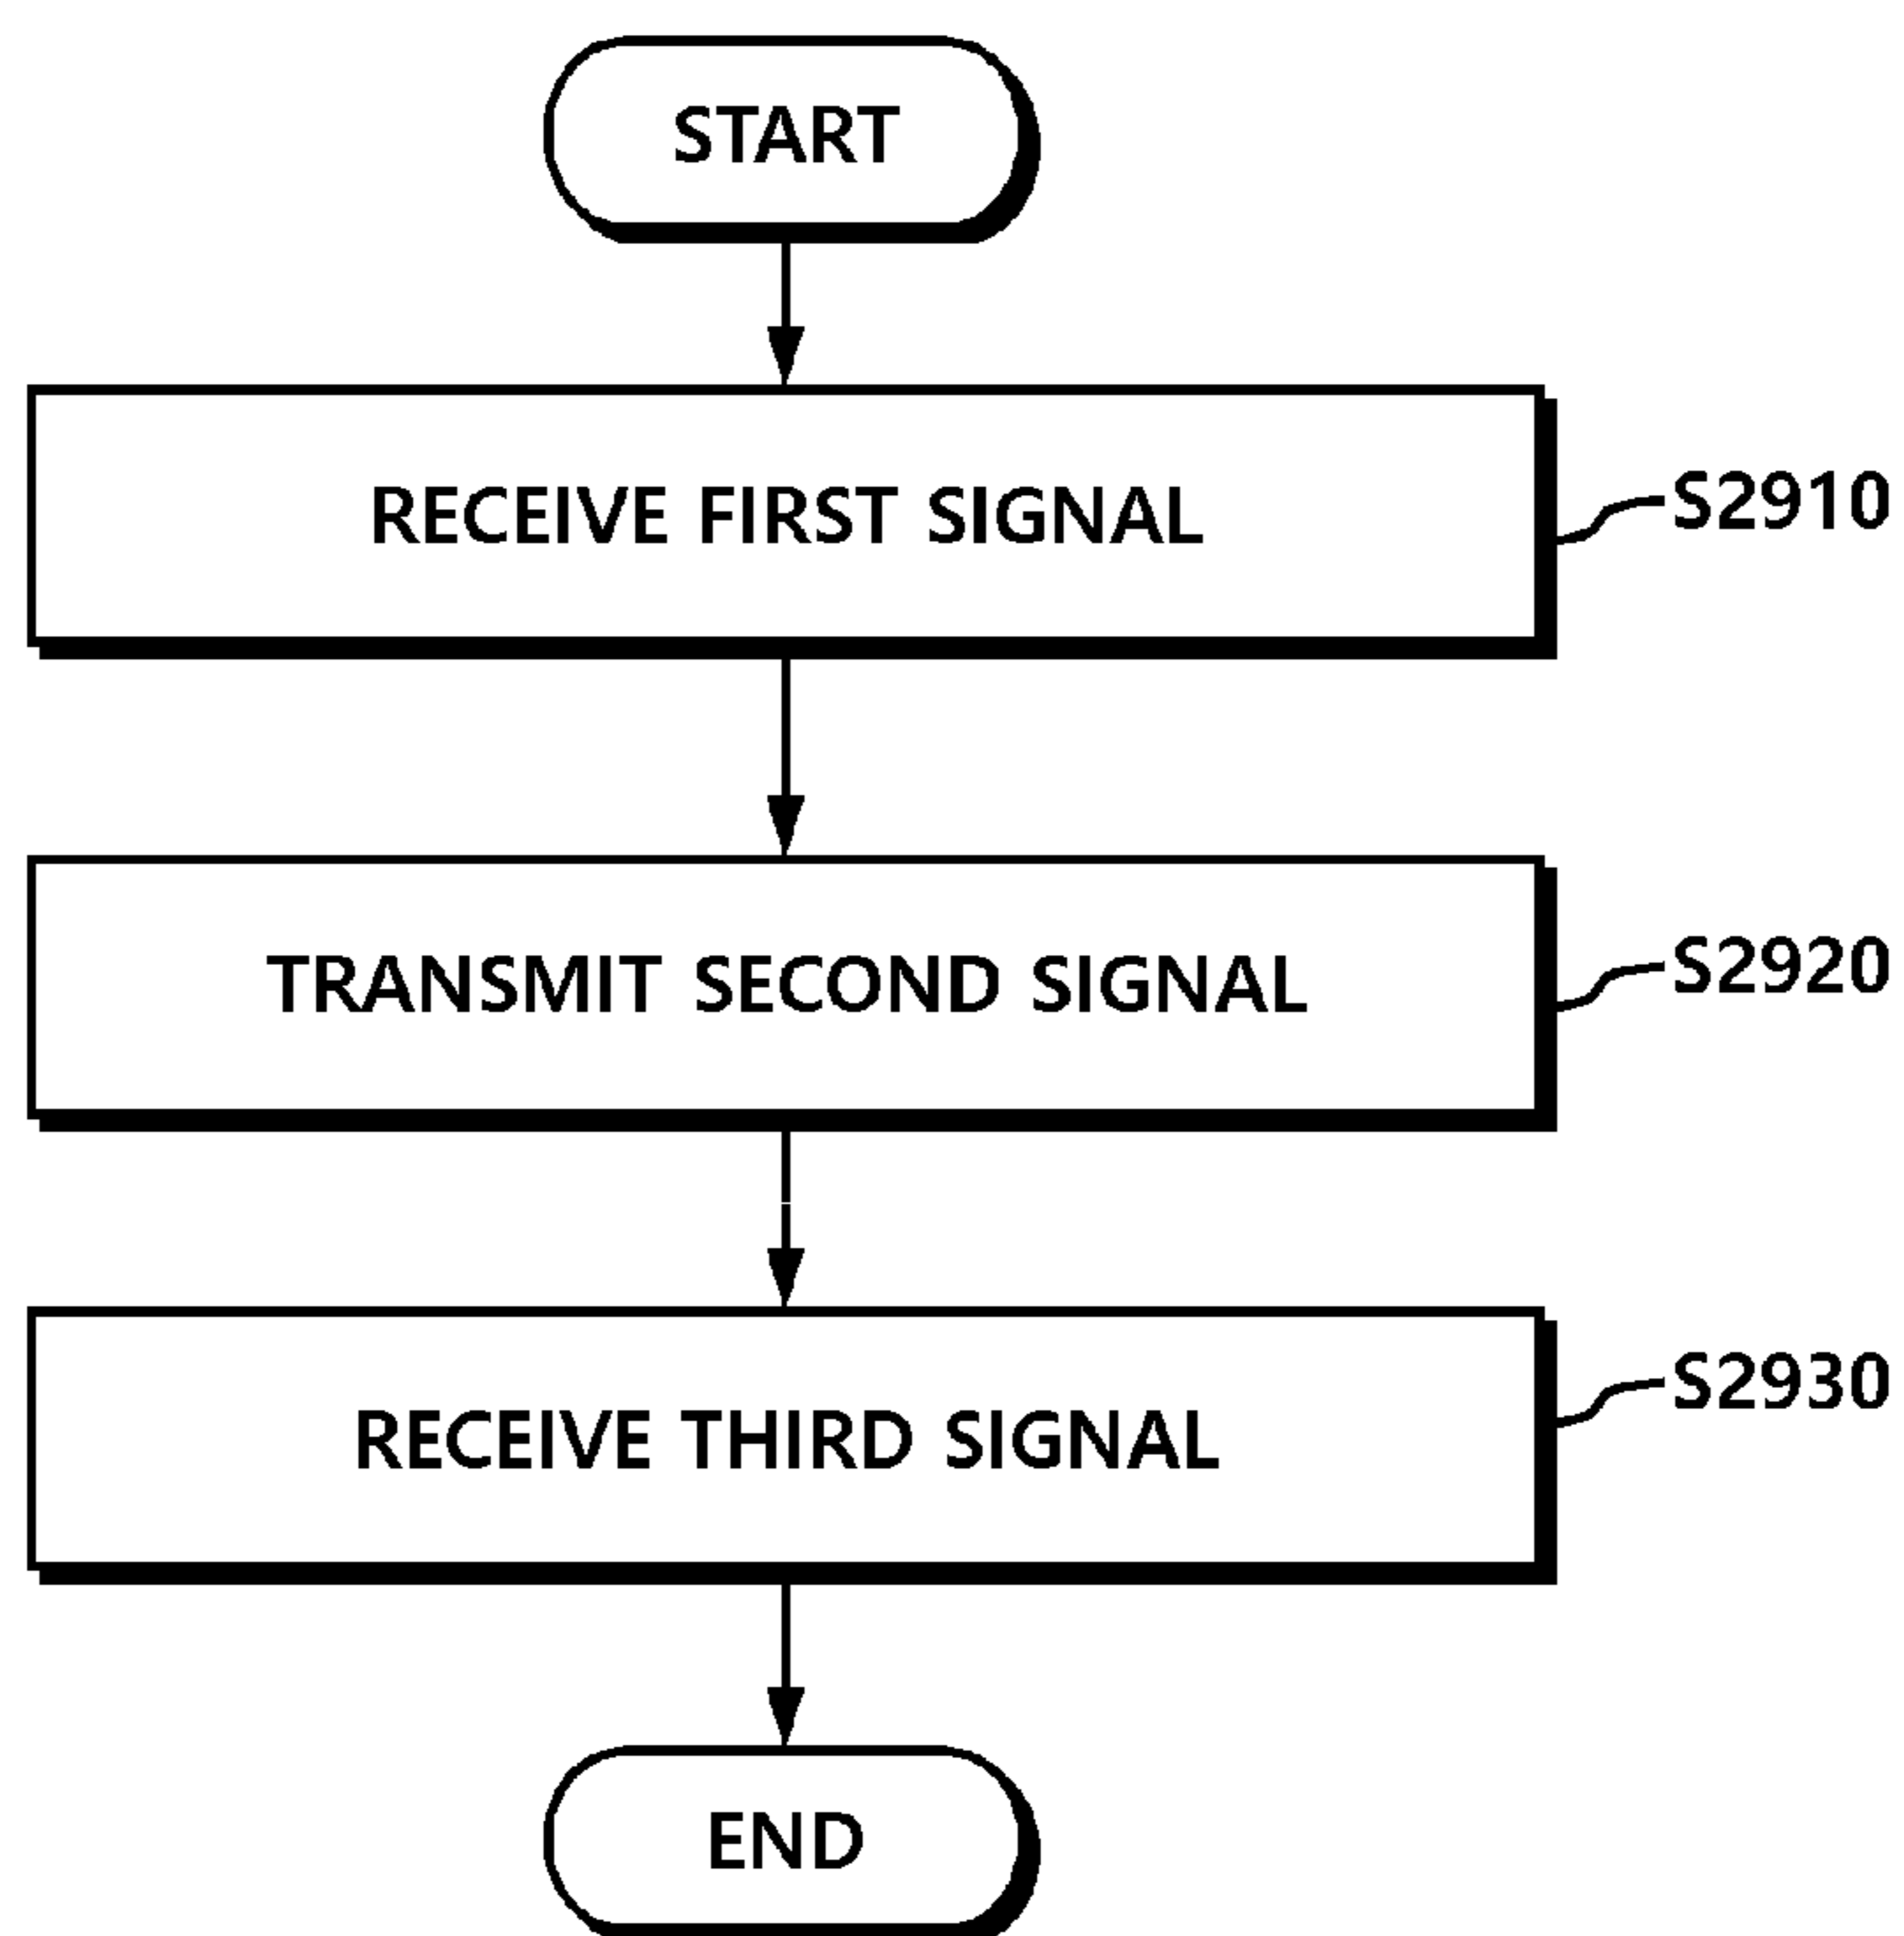 START
RECEIVE FIRST SIGNAL
S2910
TRANSMIT SECOND SIGNAL
S2920
RECEIVE THIRD SIGNAL
S2930
END